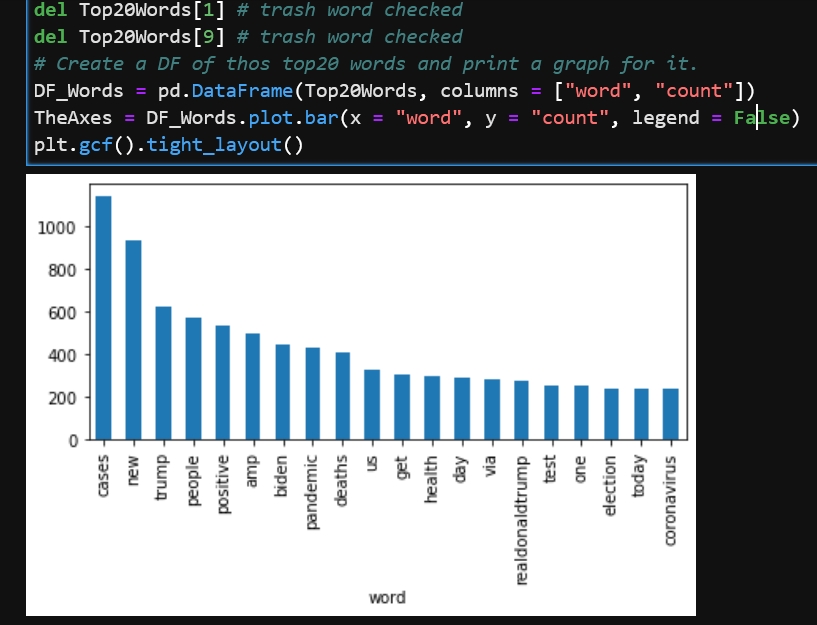 del Top20Words[1] # trash word checked
del Top20Words[9] # trash word checked
# Create a DF of thos top20 words and print a graph for it.
DF_Words = pd.DataFrame(Top20Words, columns = ["word", "count"])
TheAxes = DF_Words.plot.bar(x = "word", y = "count", legend = False)
plt.gcf().tight_layout()
1000
800
600
400
200
0
cases
new
trump
people
positive
amp
biden
pandemic
deaths
us
get
health
day
via
realdonaldtrump
test
one
election
today
coronavirus
word